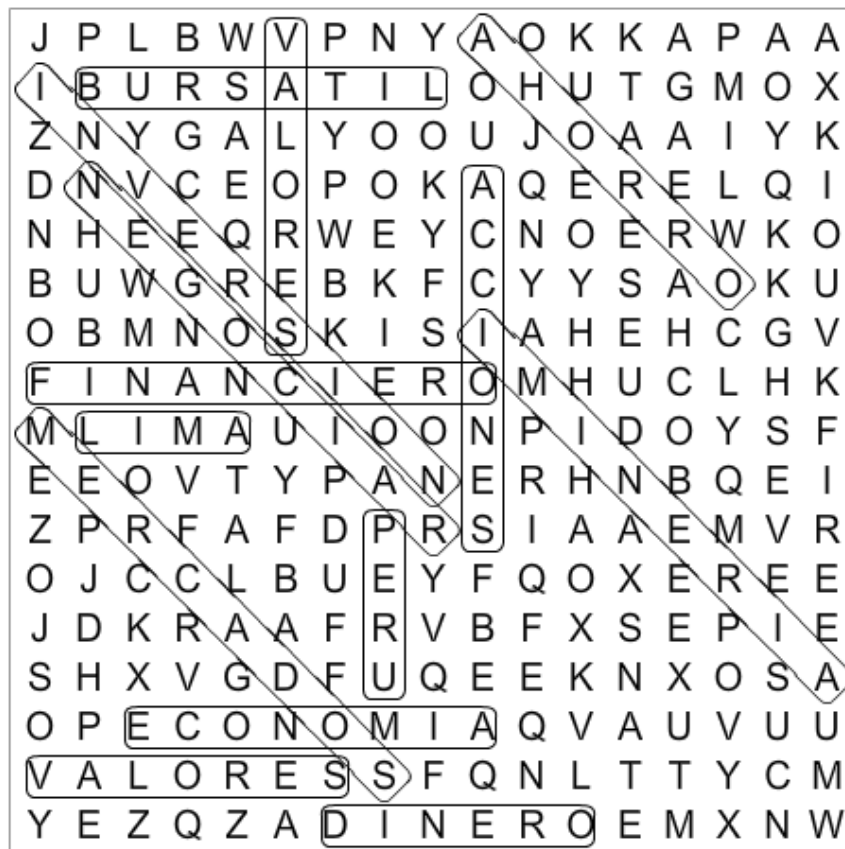 J P L B W V P N Y A O K K A P A A
I B U R S A T I L O H U T G M O X
Z N Y G A L Y O O U J O A A I Y K
D N V C E O P O K A Q E R E L Q I
N H E E Q R W E Y C N O E R W K O
B U W G R E B K F C Y Y S A O K U
O B M N O S K I S I A H E H C G V
F I N A N C I E R O M H U C L H K
M L I M A U I O O N P I D O Y S F
E E O V T Y P A N E R H N B Q E I
Z P R F A F D P R S I A A E M V R
O J C C L B U E Y F Q O X E R E E
J D K R A A F R V B F X S E P I E
S H X V G D F U Q E E K N X O S A
O P E C O N O M I A Q V A U V U U
V A L O R E S S F Q N L T T Y C M
Y E Z Q Z A D I N E R O E M X N W